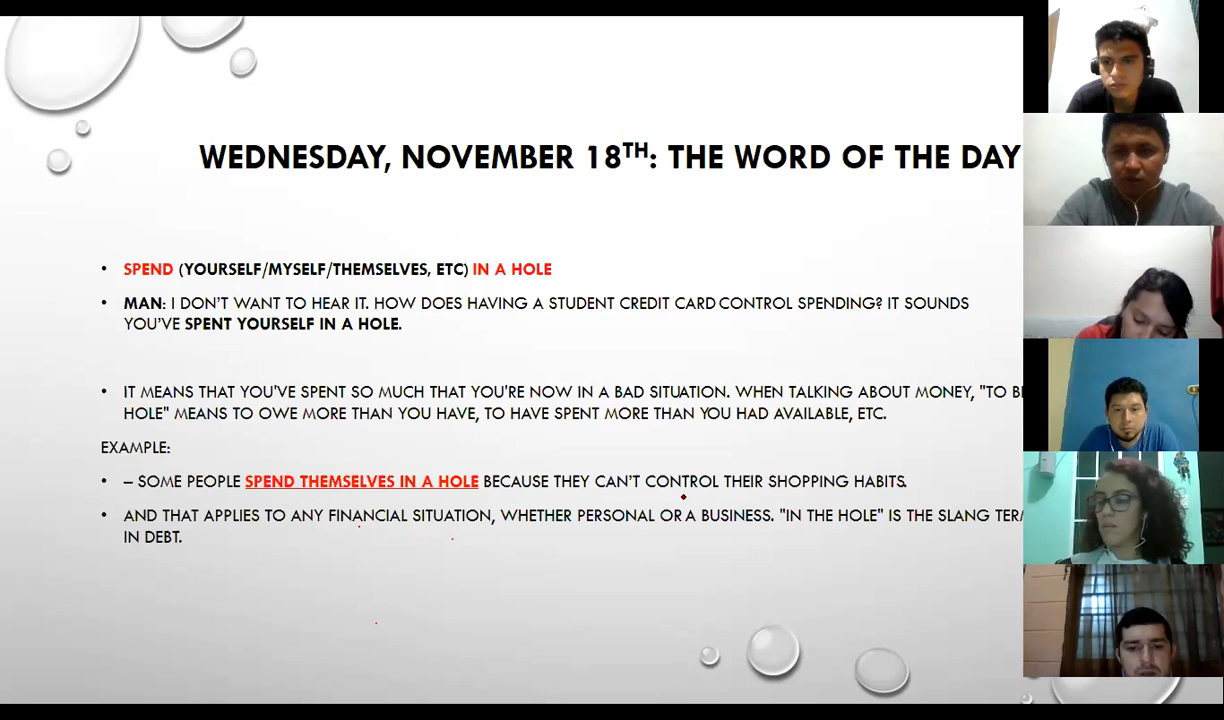 WEDNESDAY, NOVEMBER 18TH: THE WORD OF THE DAY
• SPEND (YOURSELF/MYSELF/THEMSELVES, ETC) IN A HOLE
• MAN: I DON'T WANT TO HEAR IT. HOW DOES HAVING A STUDENT CREDIT CARD CONTROL SPENDING? IT SOUNDS
YOU'VE SPENT YOURSELF IN A HOLE.
• IT MEANS THAT YOU'VE SPENT SO MUCH THAT YOU'RE NOW IN A BAD SITUATION. WHEN TALKING ABOUT MONEY, "TO
HOLE" MEANS TO OWE MORE THAN YOU HAVE, TO HAVE SPENT MORE THAN YOU HAD AVAILABLE, ETC.
EXAMPLE:
• – SOME PEOPLE SPEND THEMSELVES IN A HOLE BECAUSE THEY CAN'T CONTROL THEIR SHOPPING HABITS.
• AND THAT APPLIES TO ANY FINANCIAL SITUATION, WHETHER PERSONAL OR A BUSINESS. "IN THE HOLE" IS THE SLANG
IN DEBT.